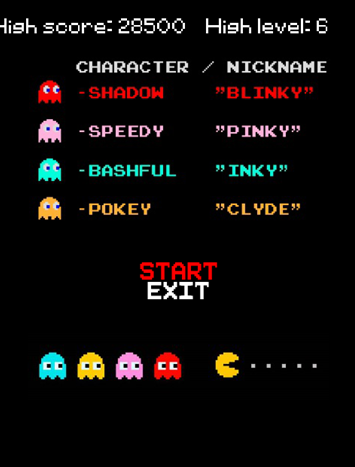 High score: 28500 High level: 6
CHARACTER / NICKNAME
-SHADOW "BLINKY"
-SPEEDY "PINKY"
-BASHFUL "INKY"
-POKEY "CLYDE"
START
EXIT